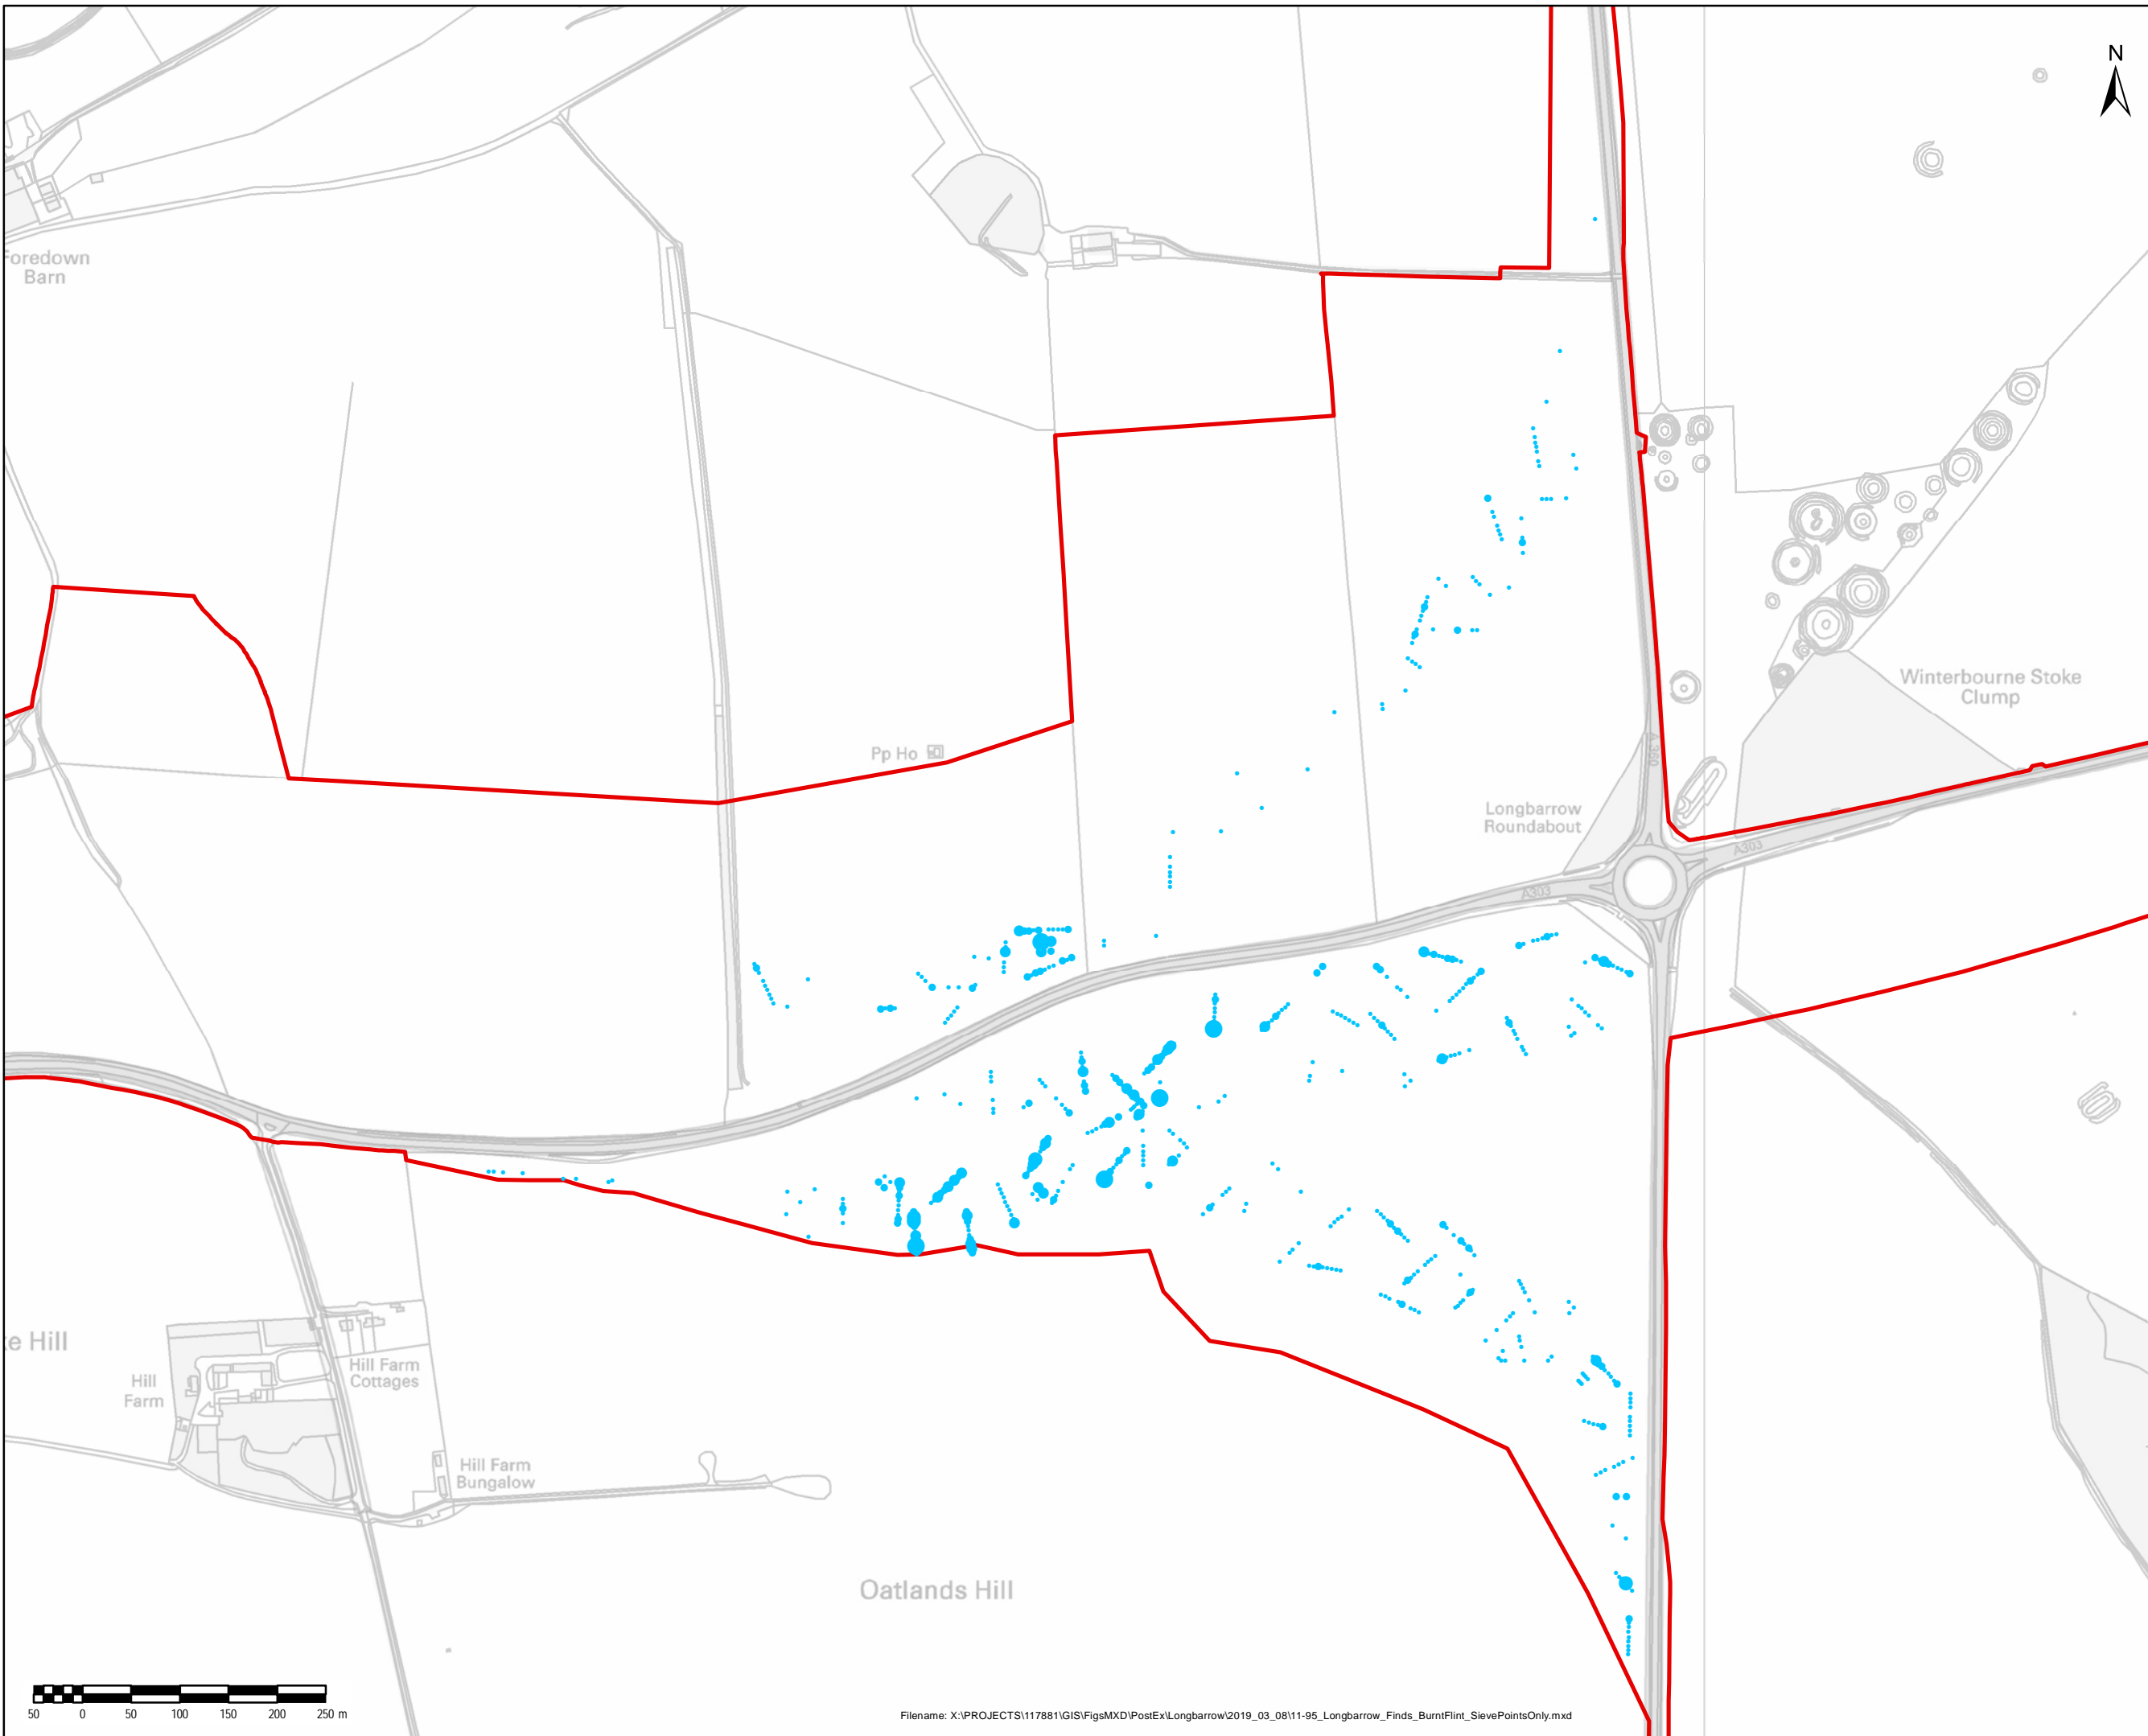 N
Foredown
Barn
Winterbourne Stoke
Clump
Pp Ho
A360
Longbarrow
Roundabout
A303
A303
Hill
Farm
Hill Farm
Cottages
Hill Farm
Bungalow
Oatlands Hill
ke Hill
50 0 50 100 150 200 250 m
Filename: X:\PROJECTS\117881\GIS\FigsMXD\PostEx\Longbarrow\2019_03_08\11-95_Longbarrow_Finds_BurntFlint_SievePointsOnly.mxd